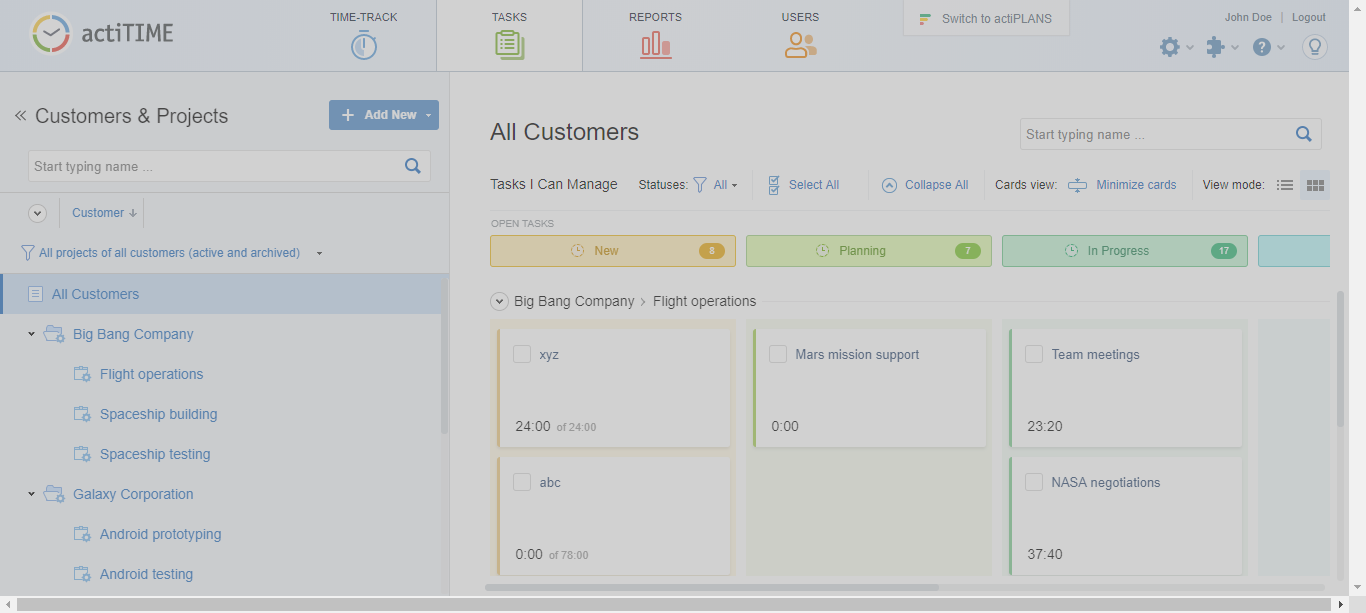 actiTIME
TIME-TRACK
TASKS
REPORTS
USERS
Switch to actiPLANS
John Doe | Logout
Customers & Projects
Add New
Start typing name ...
Customer
All projects of all customers (active and archived)
All Customers
Big Bang Company
Flight operations
Spaceship building
Spaceship testing
Galaxy Corporation
Android prototyping
Android testing
All Customers
Start typing name ...
Tasks I Can Manage
Statuses: All
Select All
Collapse All
Cards view: Minimize cards
View mode:
OPEN TASKS
New 8
Planning 7
In Progress 17
Big Bang Company > Flight operations
xyz
24:00 of 24:00
Mars mission support
0:00
Team meetings
23:20
abc
0:00 of 78:00
NASA negotiations
37:40